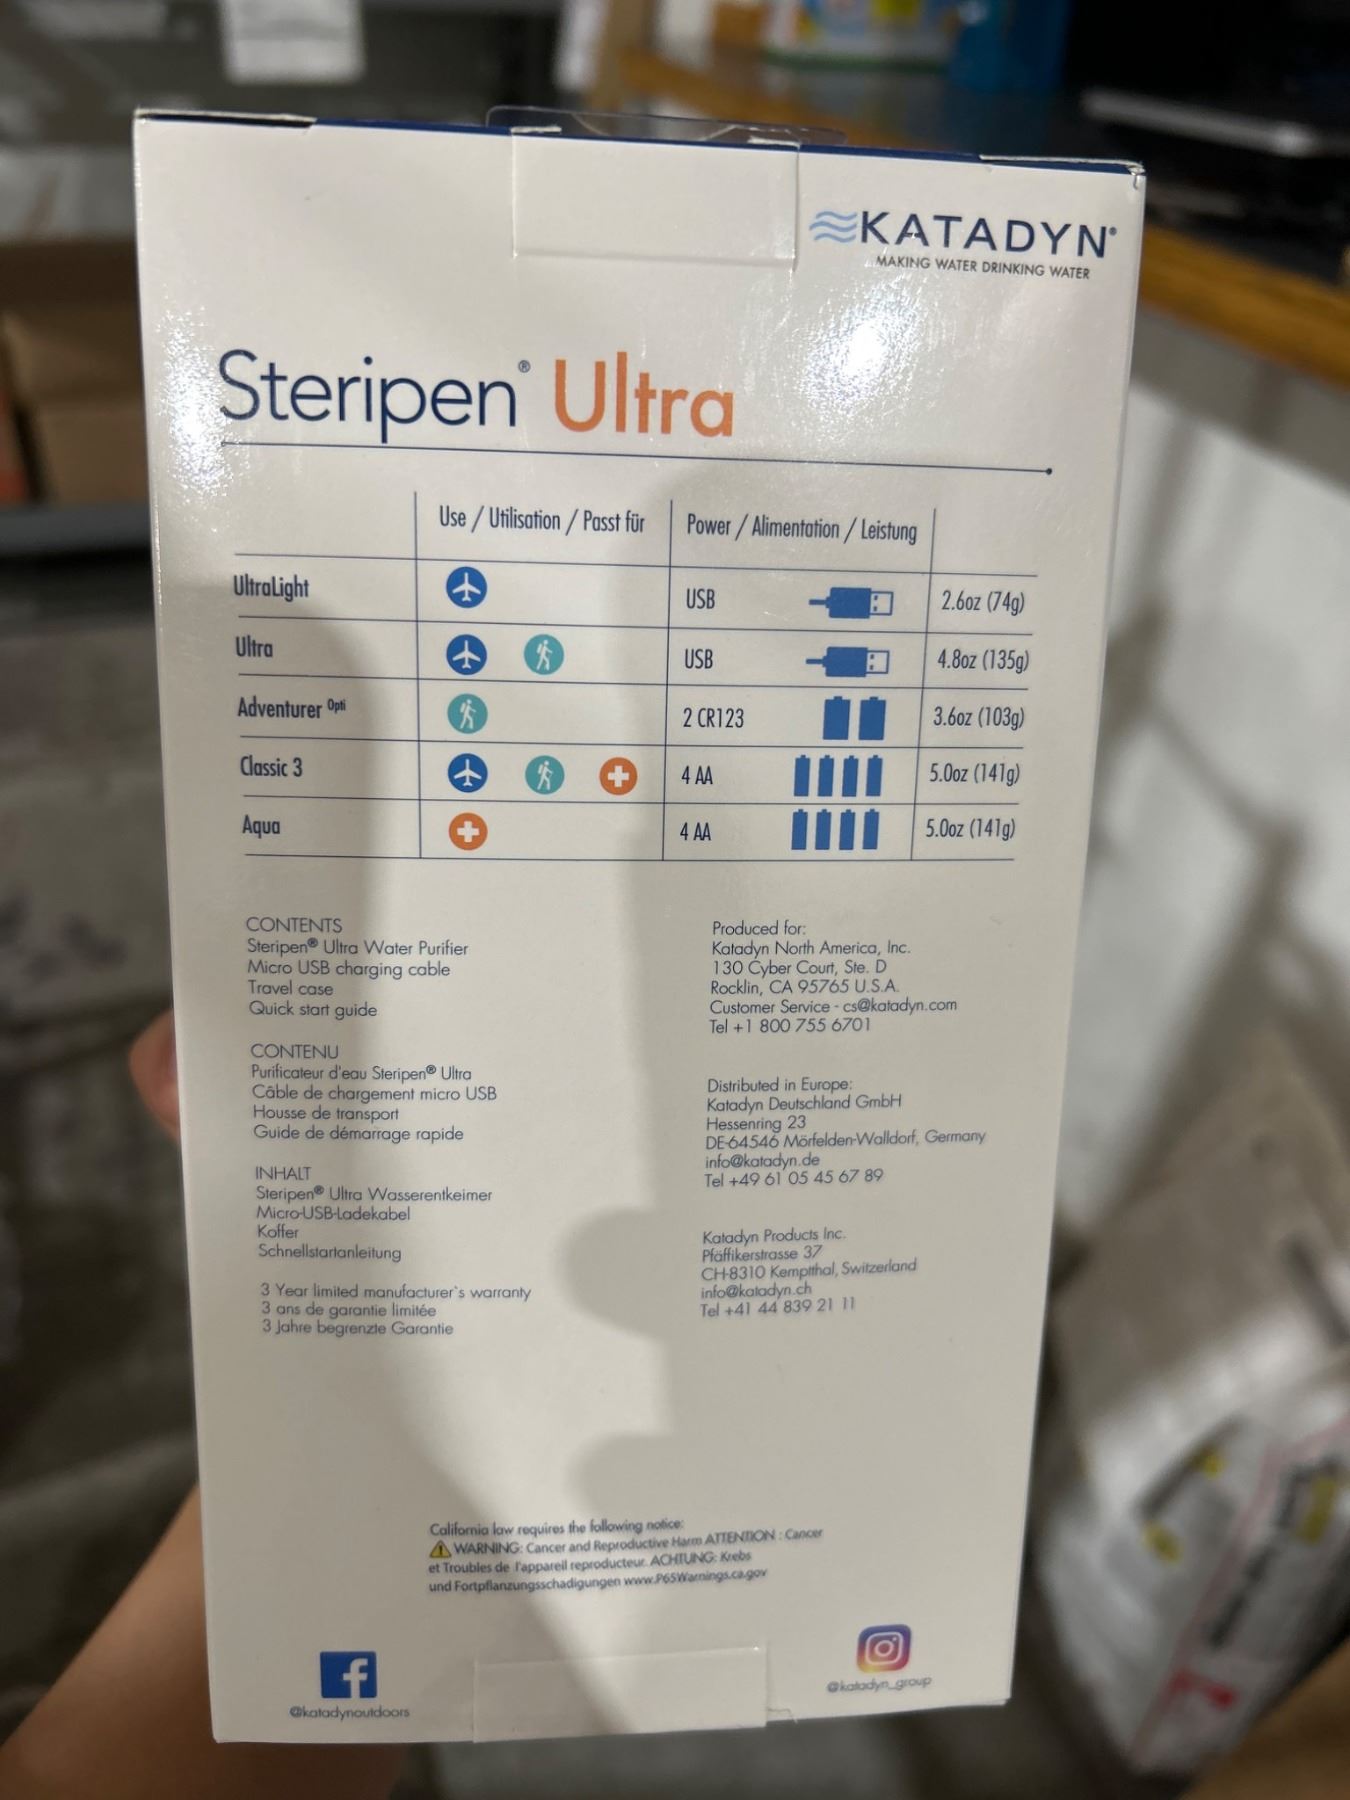 KATADYN®
MAKING WATER DRINKING WATER
Steripen® Ultra
Use / Utilisation / Passt für Power / Alimentation / Leistung
UltraLight USB 2.6oz (74g)
Ultra USB 4.8oz (135g)
Adventurer Opti 2 CR123 3.6oz (103g)
Classic 3 4 AA 5.0oz (141g)
Aqua 4 AA 5.0oz (141g)
CONTENTS
Steripen® Ultra Water Purifier
Micro USB charging cable
Travel case
Quick start guide
CONTENU
Purificateur d'eau Steripen® Ultra
Câble de chargement micro USB
Housse de transport
Guide de démarrage rapide
INHALT
Steripen® Ultra Wasserentkeimer
Micro-USB-Ladekabel
Koffer
Schnellstartanleitung
3 Year limited manufacturer`s warranty
3 ans de garantie limitée
3 Jahre begrenzte Garantie
Produced for:
Katadyn North America, Inc.
130 Cyber Court, Ste. D
Rocklin, CA 95765 U.S.A.
Customer Service - cs@katadyn.com
Tel +1 800 755 6701
Distributed in Europe:
Katadyn Deutschland GmbH
Hessenring 23
DE-64546 Mörfelden-Walldorf, Germany
info@katadyn.de
Tel +49 61 05 45 67 89
Katadyn Products Inc.
Pfäffikerstrasse 37
CH-8310 Kemptthal, Switzerland
info@katadyn.ch
Tel +41 44 839 21 11
California law requires the following notice:
WARNING: Cancer and Reproductive Harm ATTENTION : Cancer
et Troubles de l'appareil reproducteur. ACHTUNG: Krebs
und Fortpflanzungsschadigungen www.P65Warnings.ca.gov
@katadynoutdoors
@katadyn_group